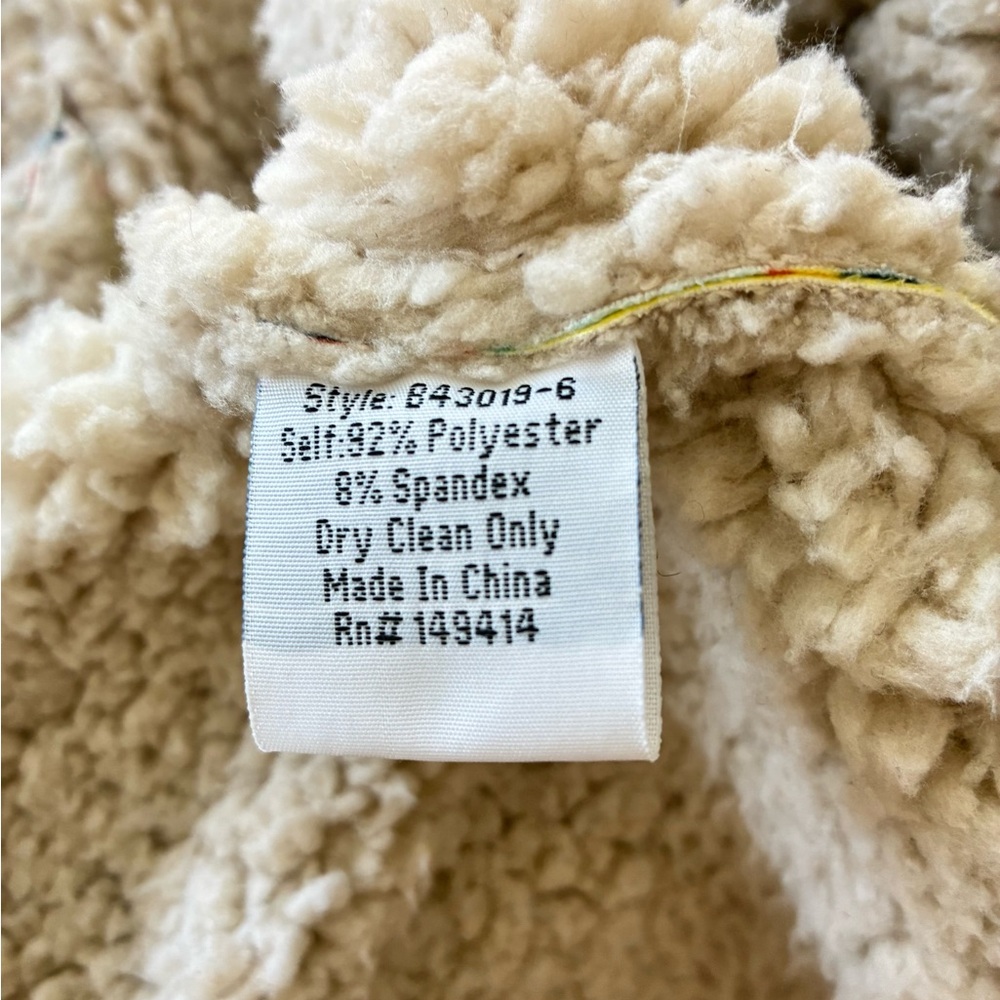 Style: B43019-6
Self:92% Polyester
8% Spandex
Dry Clean Only
Made In China
Rn# 149414